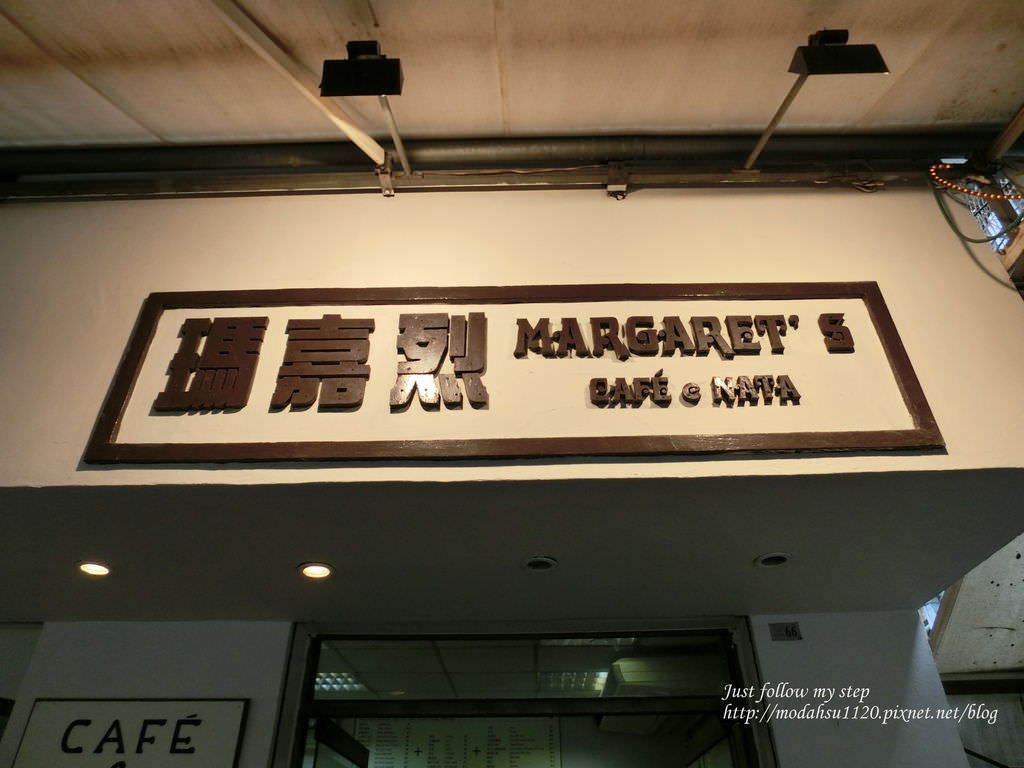 瑪嘉烈
MARGARET'S
CAFÉ e NATA
66
CAFÉ
Just follow my step
http://modahsu1120.pixnet.net/blog